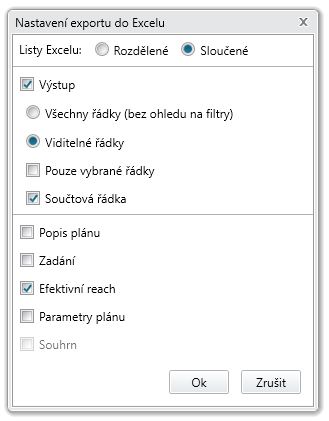 Nastavení exportu do Excelu
Listy Excelu: Rozdělené Sloučené
Výstup
Všechny řádky (bez ohledu na filtry)
Viditelné řádky
Pouze vybrané řádky
Součtová řádka
Popis plánu
Zadání
Efektivní reach
Parametry plánu
Souhrn
Ok Zrušit